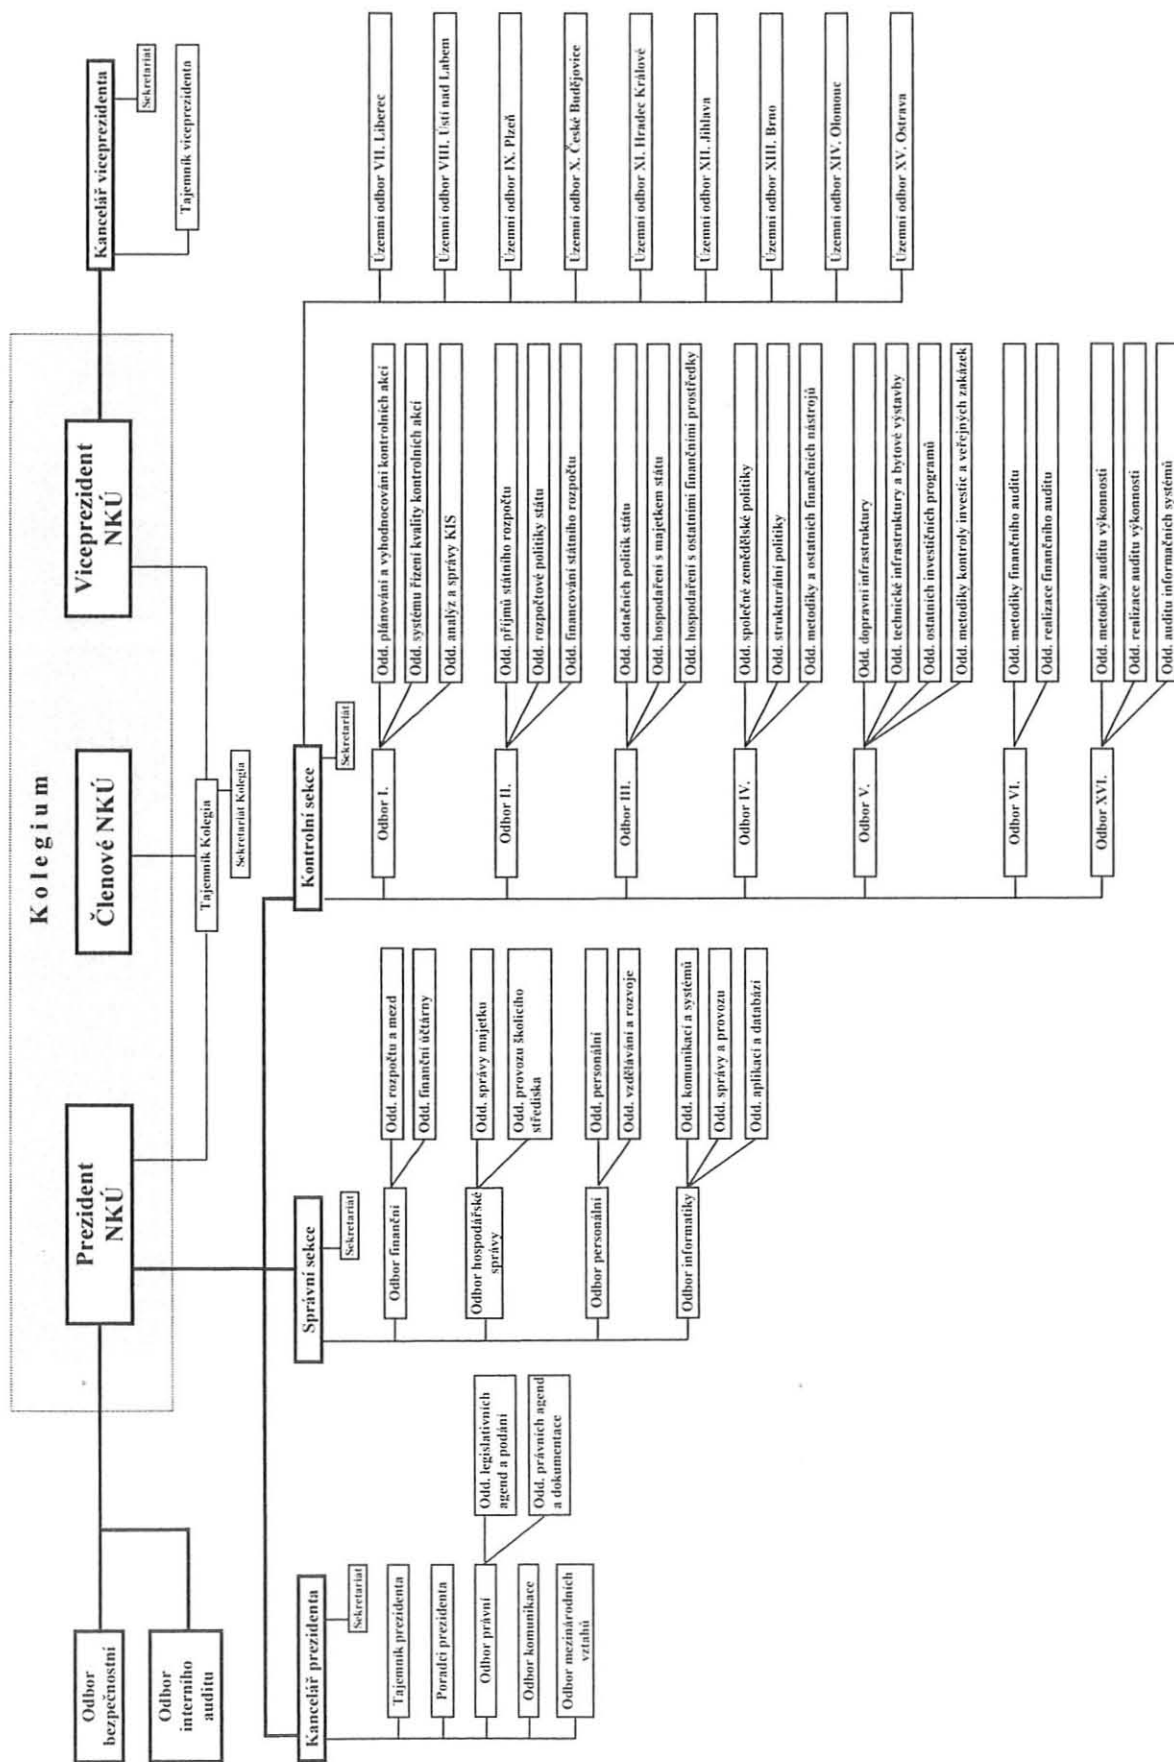 Kolegium
Prezident
NKÚ
Členové NKÚ
Viceprezident
NKÚ
Kancelář viceprezidenta
Sekretariát
Tajemník viceprezidenta
Tajemník Kolegia
Sekretariát Kolegia
Odbor
bezpečnostní
Odbor
interního
auditu
Kancelář prezidenta
Sekretariát
Tajemník prezidenta
Poradci prezidenta
Odbor právní
Odd. legislativních
agend a podání
Odd. právních agend
a dokumentace
Odbor komunikace
Odbor mezinárodních
vztahů
Správní sekce
Sekretariát
Odbor finanční
Odd. rozpočtu a mezd
Odd. finanční účtárny
Odbor hospodářské
správy
Odd. správy majetku
Odd. provozu školicího
střediska
Odbor personální
Odd. personální
Odd. vzdělávání a rozvoje
Odbor informatiky
Odd. komunikací a systémů
Odd. správy a provozu
Odd. aplikací a databází
Kontrolní sekce
Sekretariát
Odbor I.
Odd. plánování a vyhodnocování kontrolních akcí
Odd. systému řízení kvality kontrolních akcí
Odd. analýz a správy KIS
Odbor II.
Odd. příjmů státního rozpočtu
Odd. rozpočtové politiky státu
Odd. financování státního rozpočtu
Odbor III.
Odd. dotačních politik státu
Odd. hospodaření s majetkem státu
Odd. hospodaření s ostatními finančními prostředky
Odbor IV.
Odd. společné zemědělské politiky
Odd. strukturální politiky
Odd. metodiky a ostatních finančních nástrojů
Odbor V.
Odd. dopravní infrastruktury
Odd. technické infrastruktury a bytové výstavby
Odd. ostatních investičních programů
Odd. metodiky kontroly investic a veřejných zakázek
Odbor VI.
Odd. metodiky finančního auditu
Odd. realizace finančního auditu
Odbor XVI.
Odd. metodiky auditu výkonnosti
Odd. realizace auditu výkonnosti
Odd. auditu informačních systémů
Územní odbor VII. Liberec
Územní odbor VIII. Ústí nad Labem
Územní odbor IX. Plzeň
Územní odbor X. České Budějovice
Územní odbor XI. Hradec Králové
Územní odbor XII. Jihlava
Územní odbor XIII. Brno
Územní odbor XIV. Olomouc
Územní odbor XV. Ostrava